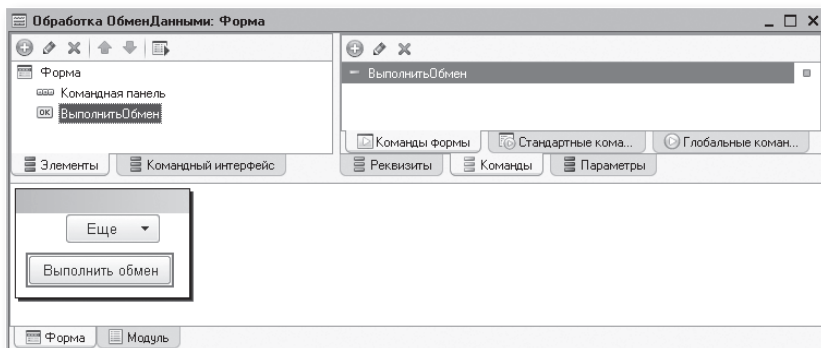 Обработка ОбменДанными: Форма
Форма
Командная панель
ОК ВыполнитьОбмен
Элементы Командный интерфейс
ВыполнитьОбмен
Команды формы Стандартные кома... Глобальные коман...
Реквизиты Команды Параметры
Еще
Выполнить обмен
Форма Модуль